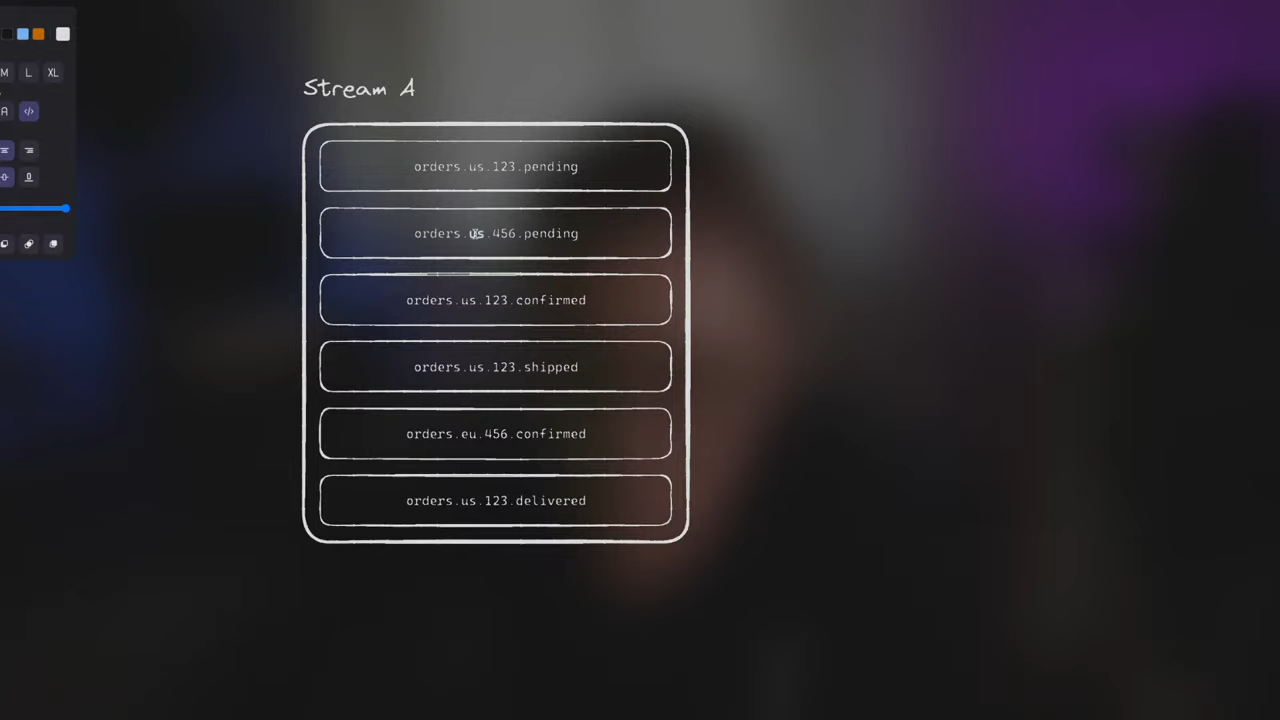 M L XL
A </>
Stream A
orders.us.123.pending
orders.us.456.pending
orders.us.123.confirmed
orders.us.123.shipped
orders.eu.456.confirmed
orders.us.123.delivered